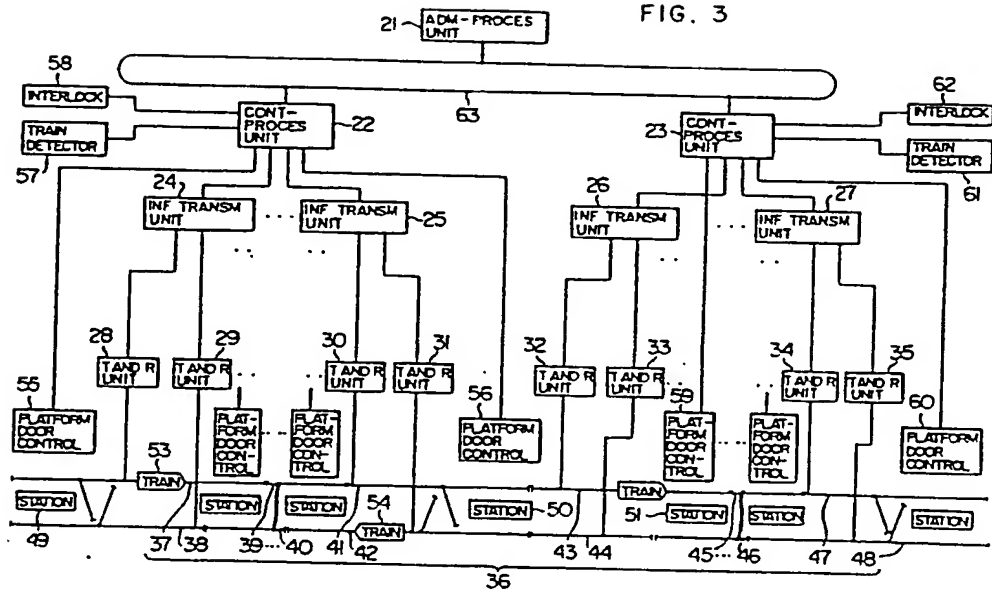 FIG. 3
21
ADM-PROCES
UNIT
58
INTERLOCK
TRAIN
DETECTOR
57
CONT-
PROCES
UNIT
22
63
23
CONT-
PROCES
UNIT
62
INTERLOCK
TRAIN
DETECTOR
61
24
INF TRANSM
UNIT
INF TRANSM
UNIT
25
26
INF TRANSM
UNIT
27
INF TRANSM
UNIT
28
T AND R
UNIT
29
T AND R
UNIT
30
T AND R
UNIT
31
T AND R
UNIT
32
T AND R
UNIT
33
T AND R
UNIT
34
T AND R
UNIT
35
T AND R
UNIT
55
PLATFORM
DOOR
CONTROL
PLAT-
FORM
DOOR
CON-
TROL
PLAT-
FORM
DOOR
CON-
TROL
56
PLATFORM
DOOR
CONTROL
59
PLAT-
FORM
DOOR
CON-
TROL
PLAT-
FORM
DOOR
CON-
TROL
60
PLATFORM
DOOR
CONTROL
53
TRAIN
TRAIN
STATION
STATION
STATION
54
TRAIN
STATION
50
51
STATION
STATION
STATION
49
37
38
39
40
41
42
43
44
45
46
47
48
36